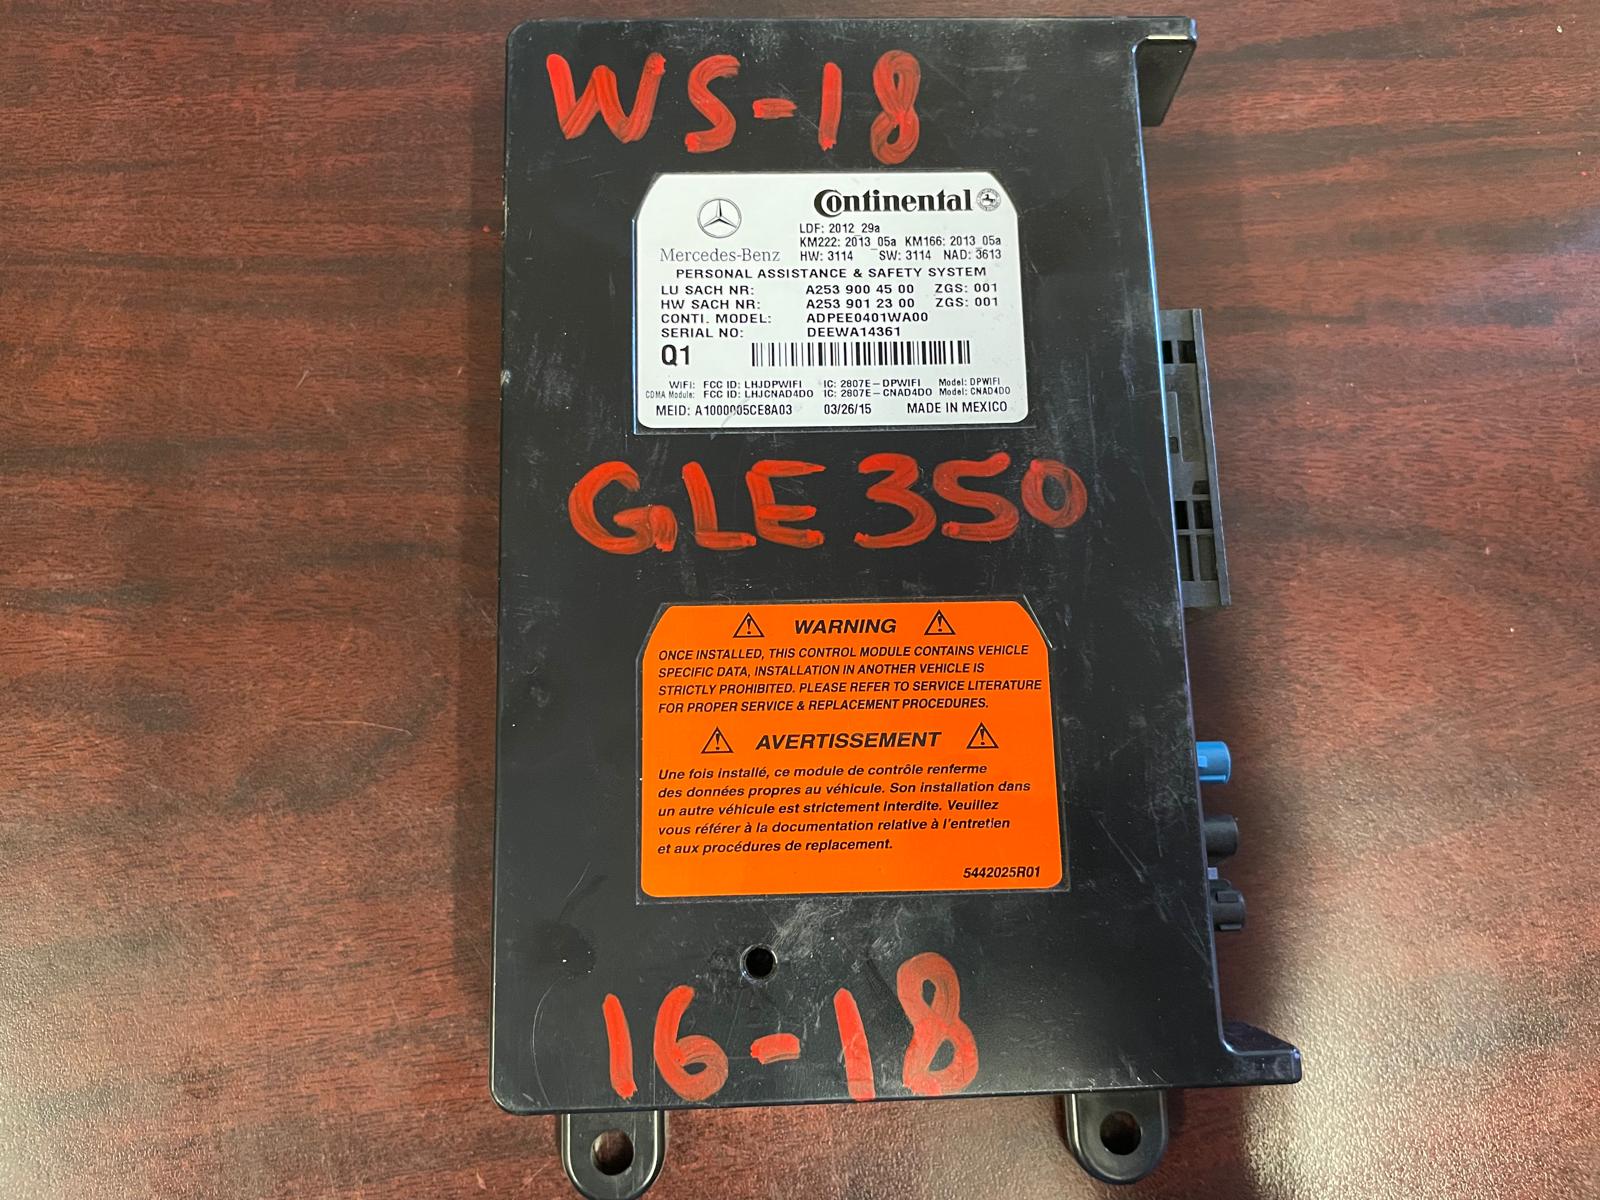 WS-18
Continental
Mercedes-Benz
LDF: 2012_29a
KM222: 2013_05a KM166: 2013_05a
HW: 3114 SW: 3114 NAD: 3613
PERSONAL ASSISTANCE & SAFETY SYSTEM
LU SACH NR: A253 900 45 00 ZGS: 001
HW SACH NR: A253 901 23 00 ZGS: 001
CONTI. MODEL: ADPEE0401WA00
SERIAL NO: DEEWA14361
Q1
WiFi: FCC ID: LHJDPWIFI IC: 2807E-DPWIFI Model: DPWIFI
CDMA Module: FCC ID: LHJCNAD4DO IC: 2807E-CNAD4DO Model: CNAD4DO
MEID: A1000005CE8A03 03/26/15 MADE IN MEXICO
GLE 350
WARNING
ONCE INSTALLED, THIS CONTROL MODULE CONTAINS VEHICLE
SPECIFIC DATA, INSTALLATION IN ANOTHER VEHICLE IS
STRICTLY PROHIBITED. PLEASE REFER TO SERVICE LITERATURE
FOR PROPER SERVICE & REPLACEMENT PROCEDURES.
AVERTISSEMENT
Une fois installé, ce module de contrôle renferme
des données propres au véhicule. Son installation dans
un autre véhicule est strictement interdite. Veuillez
vous référer à la documentation relative à l'entretien
et aux procédures de remplacement.
5442025R01
16-18